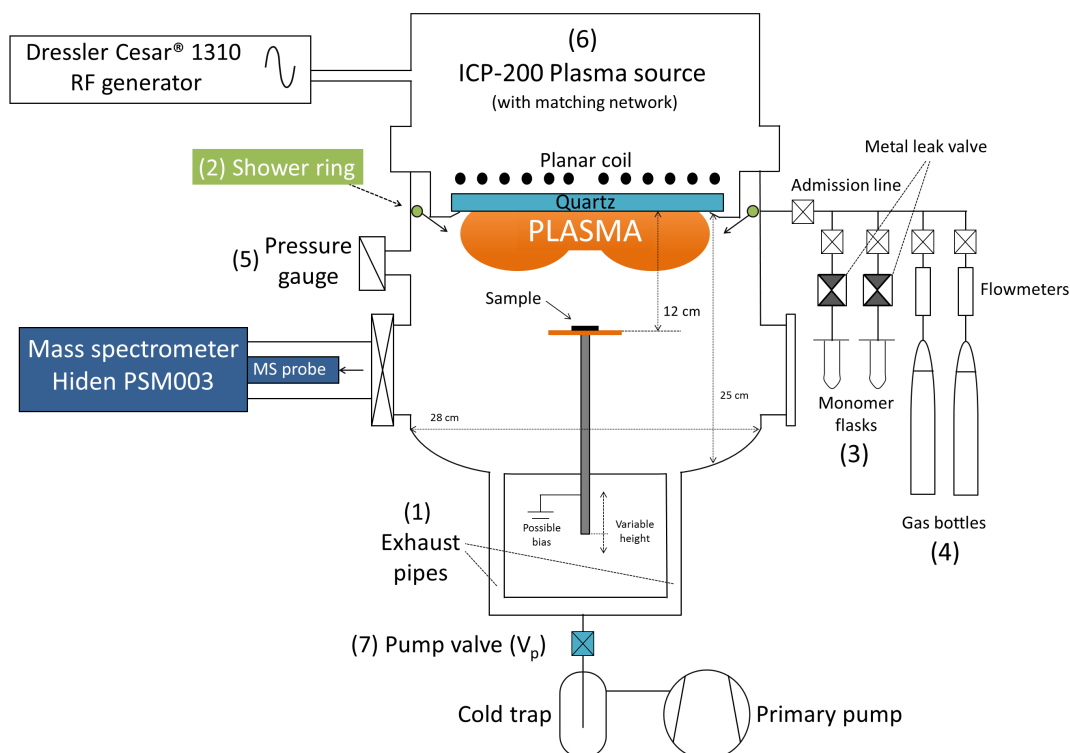 Dressler Cesar® 1310
RF generator
(6)
ICP-200 Plasma source
(with matching network)
Metal leak valve
(2) Shower ring
Planar coil
Admission line
Quartz
PLASMA
(5) Pressure
gauge
Sample
12 cm
Flowmeters
Mass spectrometer
Hiden PSM003
MS probe
25 cm
28 cm
Monomer
flasks
(3)
(1)
Exhaust
pipes
Possible
bias
Variable
height
Gas bottles
(4)
(7) Pump valve (Vp)
Cold trap
Primary pump